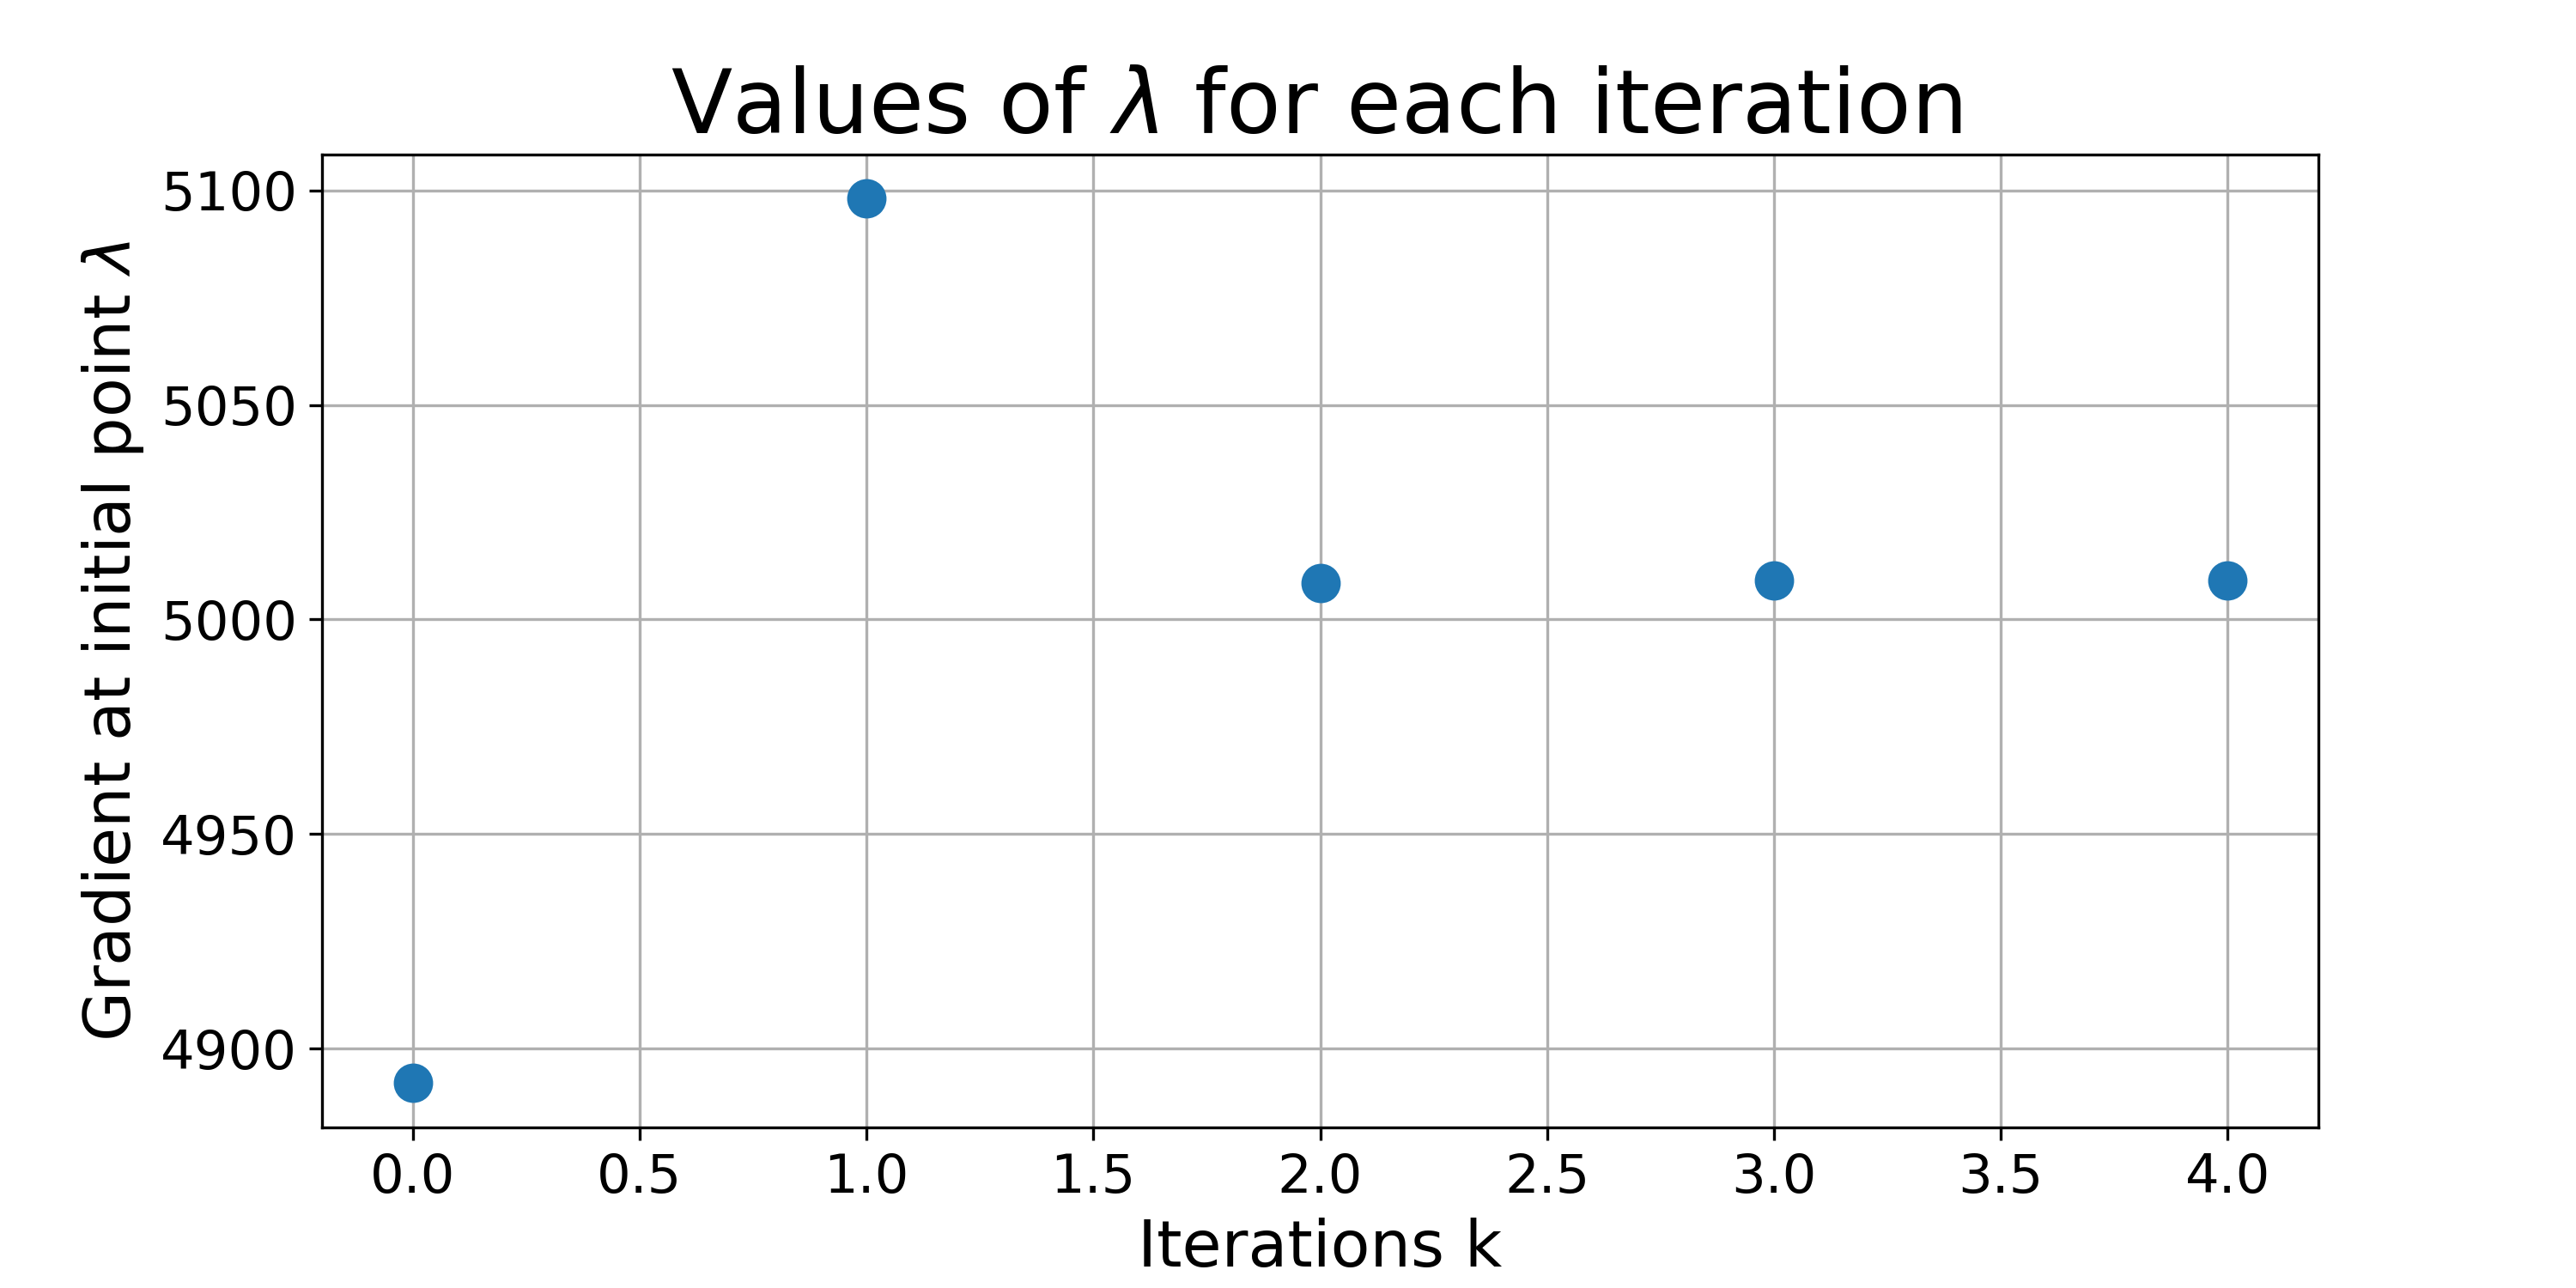 Values of λ for each iteration
Gradient at initial point λ
5100
5050
5000
4950
4900
0.0 0.5 1.0 1.5 2.0 2.5 3.0 3.5 4.0
Iterations k